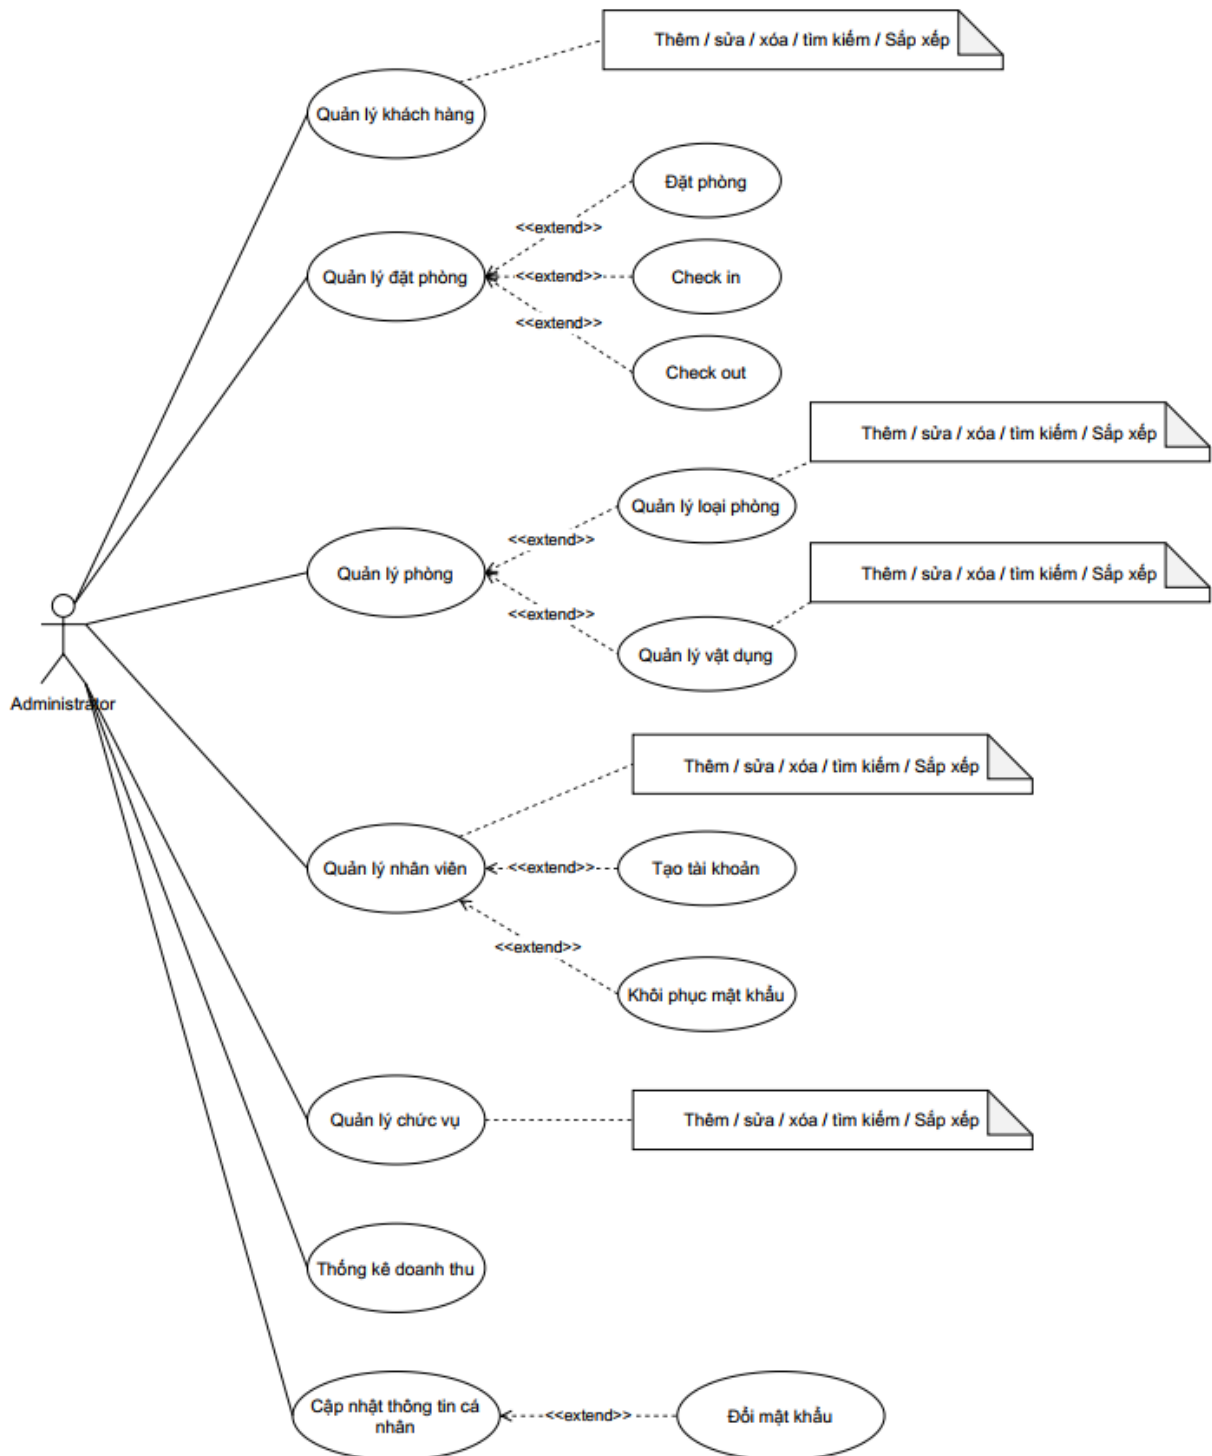 Thêm / sửa / xóa / tìm kiếm / Sắp xếp
Quản lý khách hàng
Đặt phòng
<<extend>>
Quản lý đặt phòng
<<extend>>
Check in
<<extend>>
Check out
Thêm / sửa / xóa / tìm kiếm / Sắp xếp
Quản lý loại phòng
<<extend>>
Quản lý phòng
Thêm / sửa / xóa / tìm kiếm / Sắp xếp
<<extend>>
Quản lý vật dụng
Administrator
Thêm / sửa / xóa / tìm kiếm / Sắp xếp
Quản lý nhân viên
<<extend>>
Tạo tài khoản
<<extend>>
Khôi phục mật khẩu
Quản lý chức vụ
Thêm / sửa / xóa / tìm kiếm / Sắp xếp
Thống kê doanh thu
Cập nhật thông tin cá
nhân
<<extend>>
Đổi mật khẩu